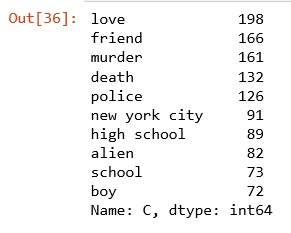 Out[36]: love 198
friend 166
murder 161
death 132
police 126
new york city 91
high school 89
alien 82
school 73
boy 72
Name: C, dtype: int64